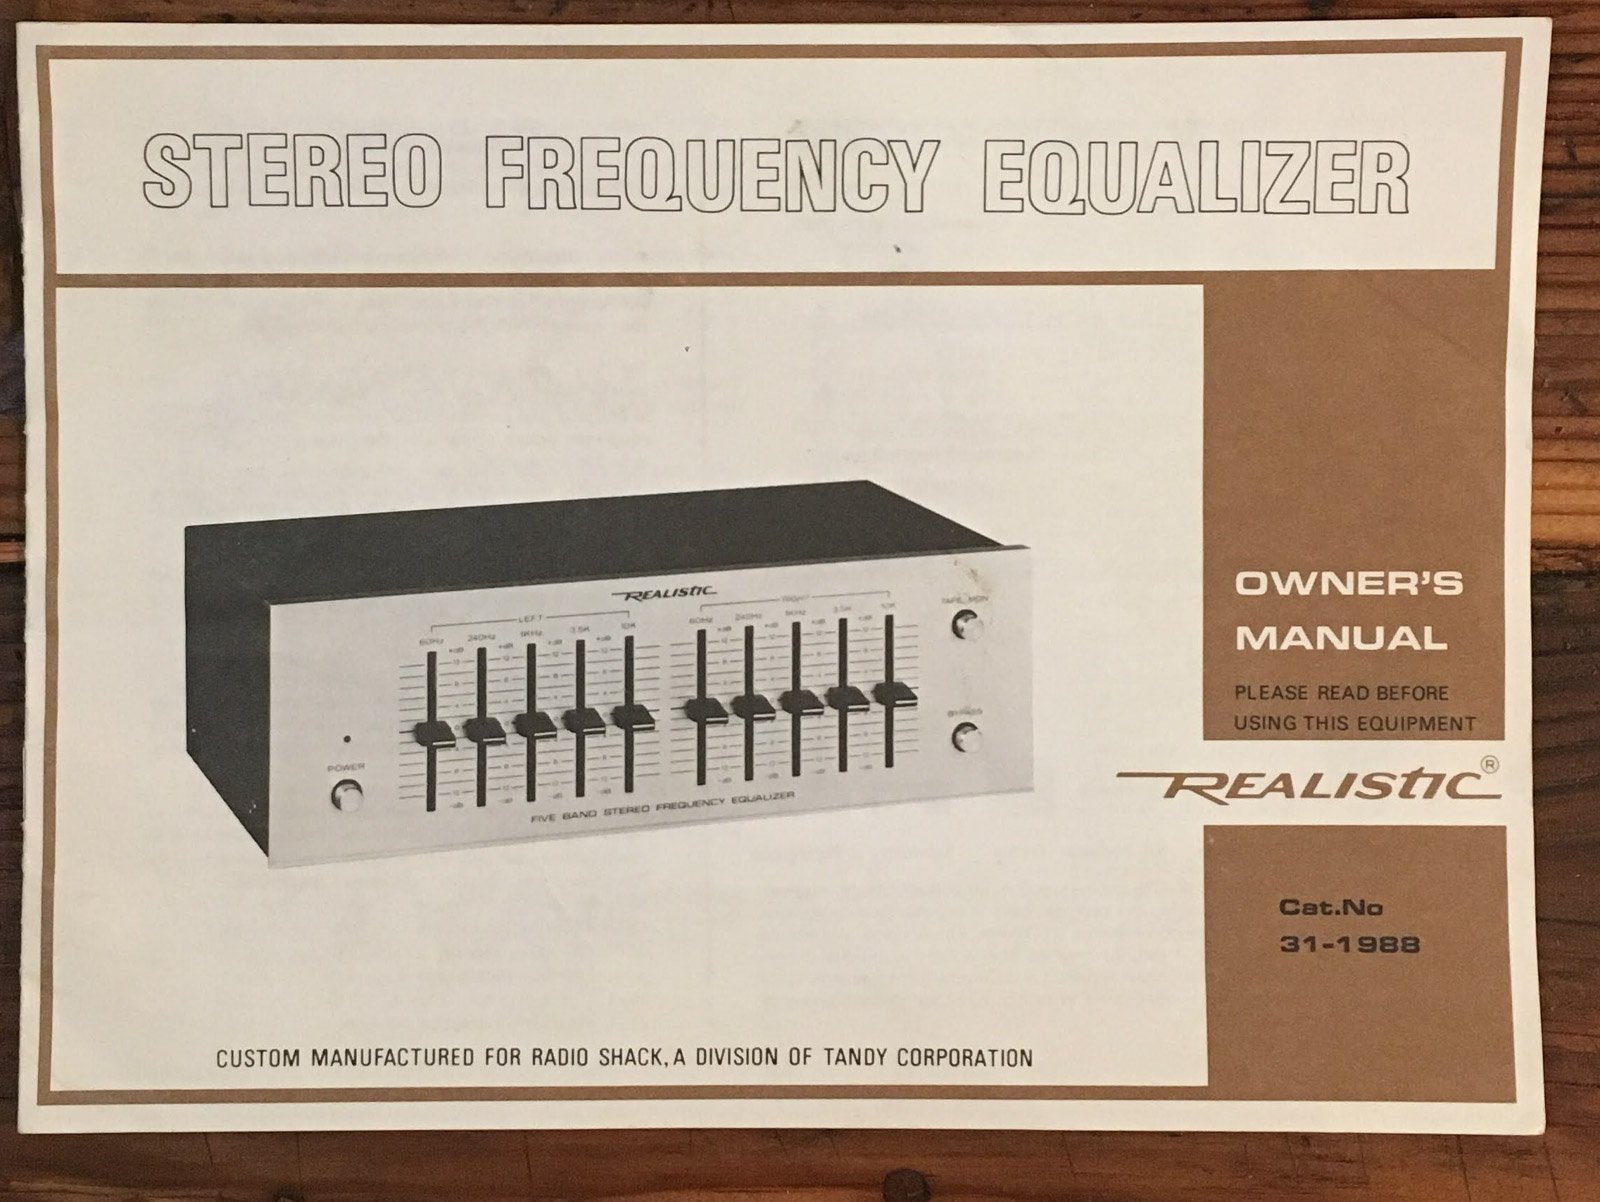 STEREO FREQUENCY EQUALIZER
REALISTIC
LEFT
RIGHT
60Hz 240Hz 1KHz 3.5K 10K
60Hz 240Hz 1KHz 3.5K 10K
TAPE MON
BYPASS
POWER
FIVE BAND STEREO FREQUENCY EQUALIZER
OWNER'S
MANUAL
PLEASE READ BEFORE
USING THIS EQUIPMENT
REALISTIC®
Cat.No
31-1988
CUSTOM MANUFACTURED FOR RADIO SHACK, A DIVISION OF TANDY CORPORATION